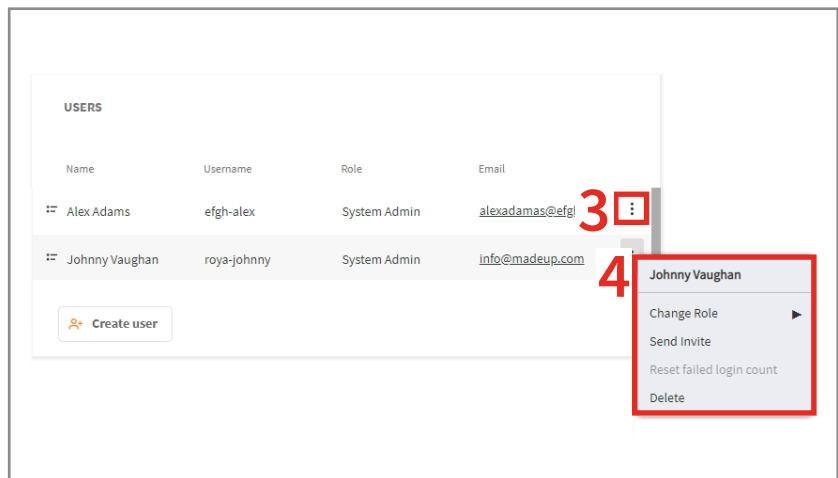 USERS
Name Username Role Email
Alex Adams efgh-alex System Admin alexadamas@efg 3
Johnny Vaughan roya-johnny System Admin info@madeup.com 4
Johnny Vaughan
Change Role
Send Invite
Reset failed login count
Delete
Create user